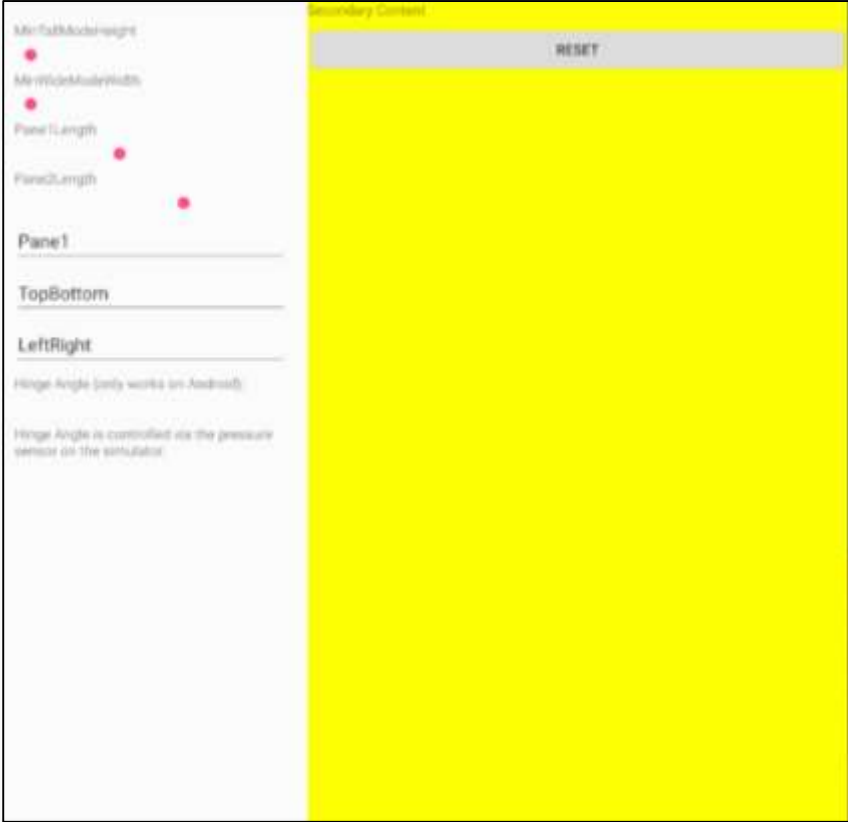 MinTallModeHeight
MinWideModeWidth
Pane1Length
Pane2Length
Pane1
TopBottom
LeftRight
Hinge Angle (only works on Android):
Hinge Angle is controlled via the pressure
sensor on the simulator.
Secondary Content
RESET